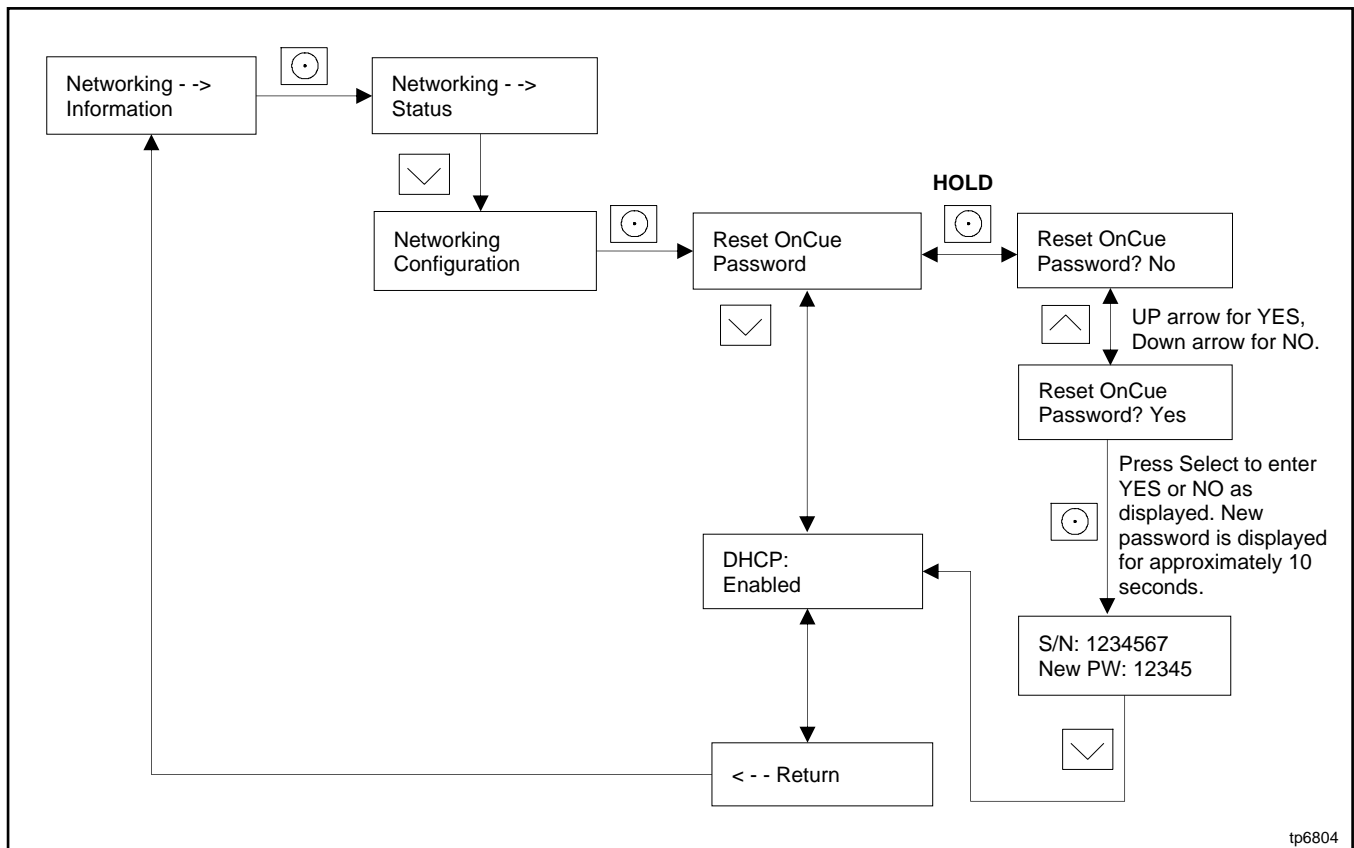 Networking - ->
Information
Networking - ->
Status
Networking
Configuration
Reset OnCue
Password
HOLD
Reset OnCue
Password? No
UP arrow for YES,
Down arrow for NO.
Reset OnCue
Password? Yes
Press Select to enter
YES or NO as
displayed. New
password is displayed
for approximately 10
seconds.
DHCP:
Enabled
S/N: 1234567
New PW: 12345
< - - Return
tp6804